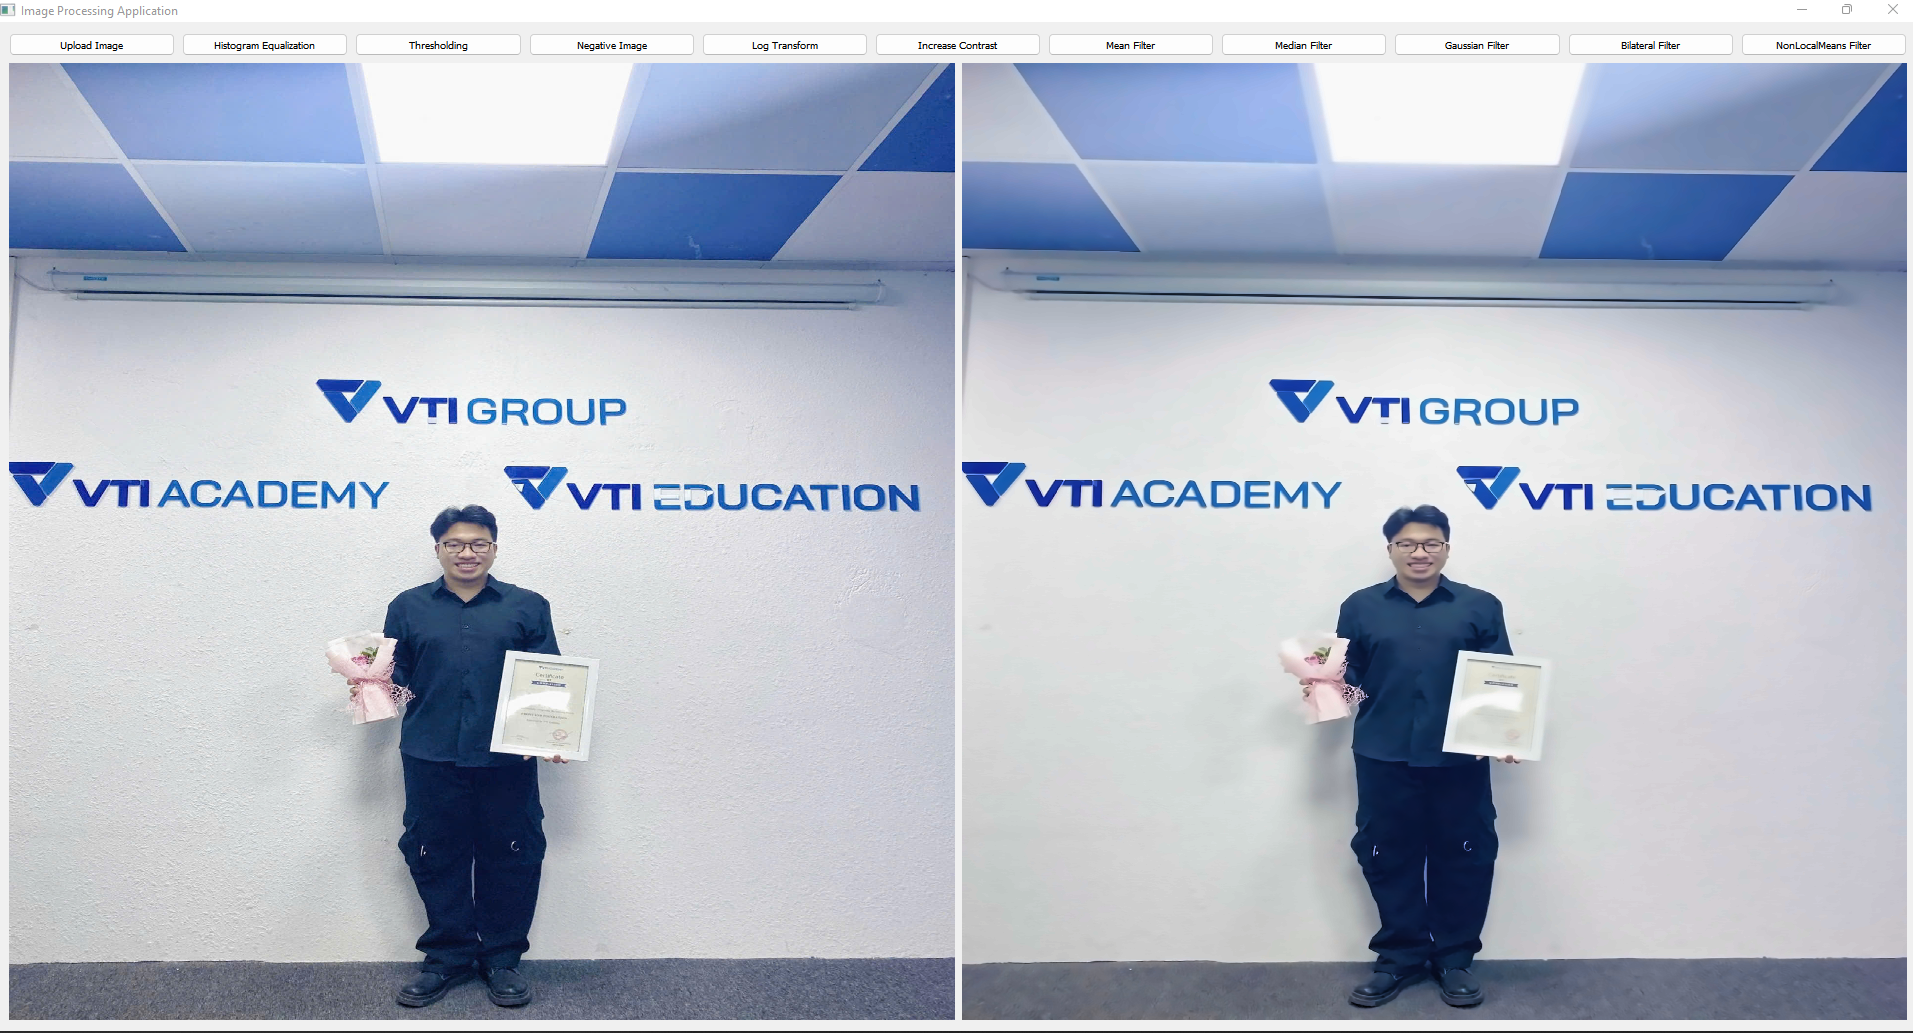 Image Processing Application
Upload Image
Histogram Equalization
Thresholding
Negative Image
Log Transform
Increase Contrast
Mean Filter
Median Filter
Gaussian Filter
Bilateral Filter
NonLocalMeans Filter
VTI GROUP
VTI ACADEMY
VTI EDUCATION
Certificate
VTI GROUP
VTI ACADEMY
VTI EDUCATION